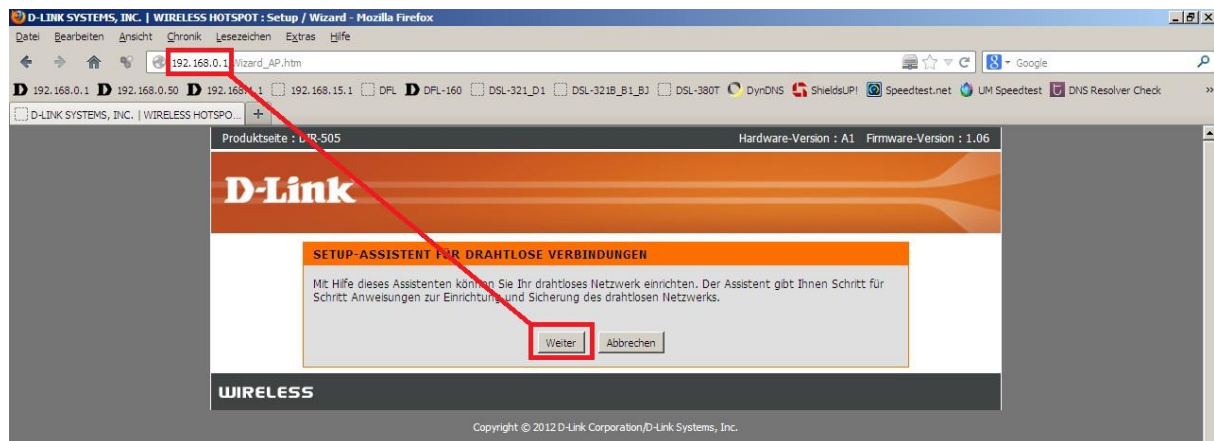 D-LINK SYSTEMS, INC. | WIRELESS HOTSPOT : Setup / Wizard - Mozilla Firefox
Datei Bearbeiten Ansicht Chronik Lesezeichen Extras Hilfe
192.168.0.1/Wizard_AP.htm Google
192.168.0.1 192.168.0.50 192.168.1.1 192.168.15.1 DFL DFL-160 DSL-321_D1 DSL-321B_B1_BJ DSL-380T DynDNS ShieldsUP! Speedtest.net UM Speedtest DNS Resolver Check »
D-LINK SYSTEMS, INC. | WIRELESS HOTSPO... +
Produktseite : DIR-505 Hardware-Version : A1 Firmware-Version : 1.06
D-Link
SETUP-ASSISTENT FÜR DRAHTLOSE VERBINDUNGEN
Mit Hilfe dieses Assistenten können Sie Ihr drahtloses Netzwerk einrichten. Der Assistent gibt Ihnen Schritt für
Schritt Anweisungen zur Einrichtung und Sicherung des drahtlosen Netzwerks.
Weiter Abbrechen
WIRELESS
Copyright © 2012 D-Link Corporation/D-Link Systems, Inc.